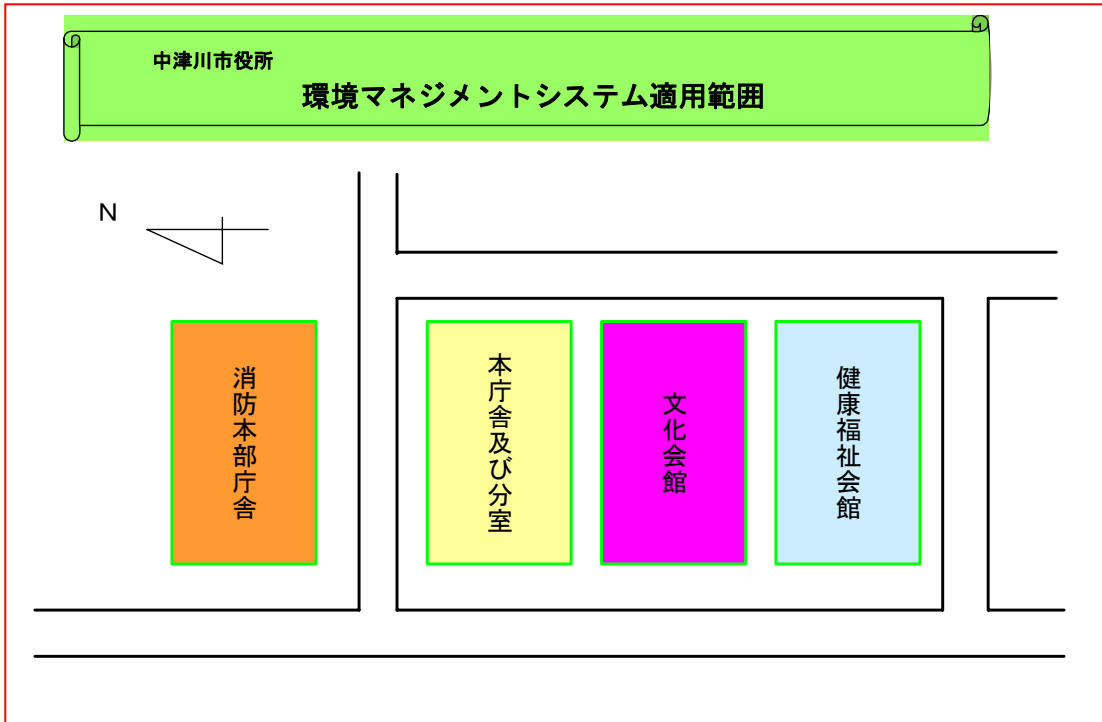 中津川市役所
環境マネジメントシステム適用範囲
N
消防本部庁舎
本庁舎及び分室
文化会館
健康福祉会館